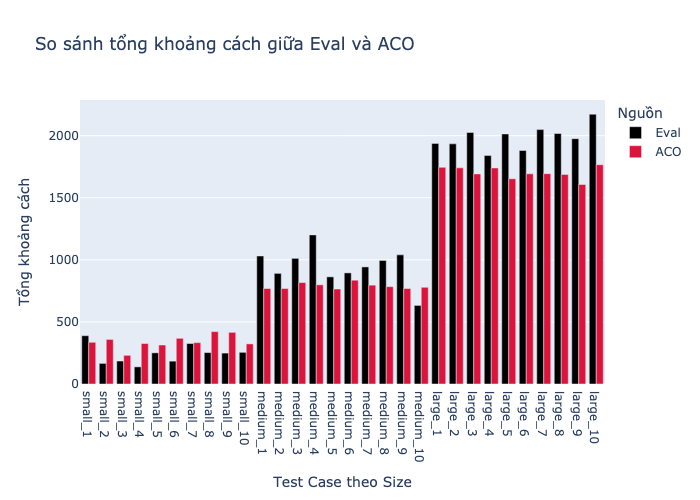 So sánh tổng khoảng cách giữa Eval và ACO
Nguồn
Eval
ACO
Tổng khoảng cách
2000
1500
1000
500
0
small_1
small_2
small_3
small_4
small_5
small_6
small_7
small_8
small_9
small_10
medium_1
medium_2
medium_3
medium_4
medium_5
medium_6
medium_7
medium_8
medium_9
medium_10
large_1
large_2
large_3
large_4
large_5
large_6
large_7
large_8
large_9
large_10
Test Case theo Size